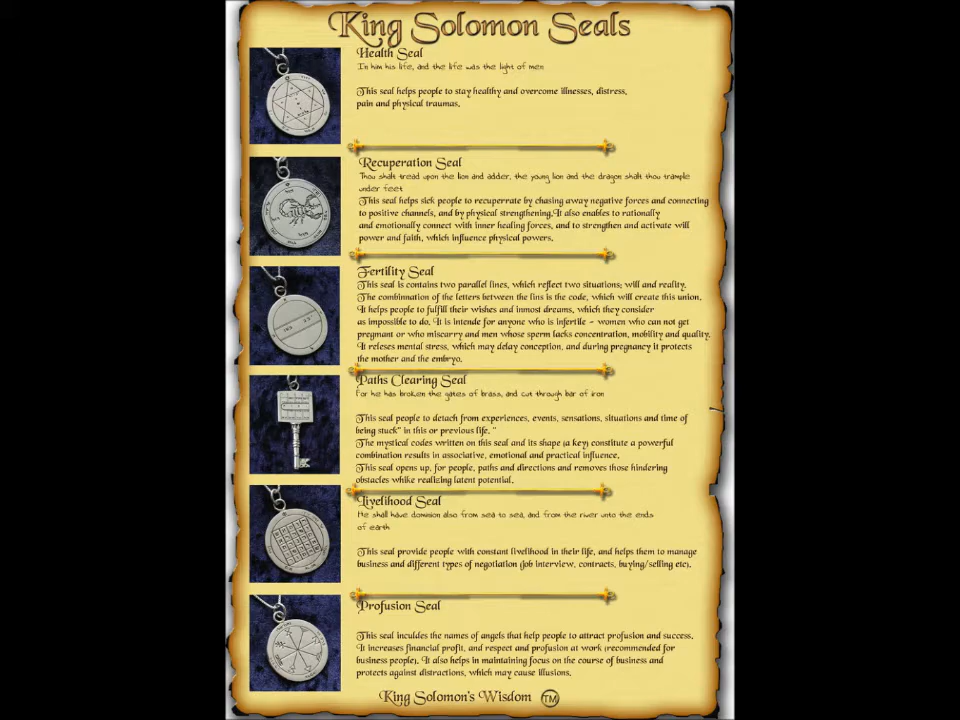 King Solomon Seals
Health Seal
In him his life, and the life was the light of men
This seal helps people to stay healthy and overcome illnesses, distress,
pain and physical traumas.
Recuperation Seal
Thou shalt tread upon the lion and adder, the young lion and the dragon shalt thou trample
under feet
This seal helps sick people to recuperrate by chasing away negative forces and connecting
to positive channels, and by physical strengthening.It also enables to rationally
and emotionally connect with inner healing forces, and to strengthen and activate will
power and faith, which influence physical powers.
Fertility Seal
This seal is contains two parallel lines, which reflect two situations; will and reality.
The combinnation of the letters between the lins is the code, which will create this union.
It helps people to fulfill their wishes and inmost dreams, which they consider
as impossible to do. It is intende for anyone who is infertile - women who can not get
pregmant or who miscarry and men whose sperm lacks concentration, mobility and quality.
It releses mental stress, which may delay conception, and during pregnancy it protects
the mother and the embryo.
Paths Clearing Seal
For he has broken the gates of brass, and cut through bar of iron
This seal people to detach from experiences, events, sensations, situations and time of
being stuck" in this or previous life. "
The mystical codes written on this seal and its shape (a key) constitute a powerful
combination results in associative, emotional and practical influence.
This seal opens up, for people, paths and directions and removes those hindering
obstacles whike realizing latent potential.
Livelihood Seal
He shall have dominion also from sea to sea, and from the river unto the ends
of earth
This seal provide people with constant livelihood in their life, and helps them to manage
business and different types of negotiation (job interview, contracts, buying/selling etc).
Profusion Seal
This seal inculdes the names of angels that help people to attract profusion and success.
It increases financial profit, and respect and profusion at work (recommended for
business people). It also helps in maintaining focus on the course of business and
protects against distractions, which may cause illusions.
King Solomon's Wisdom TM